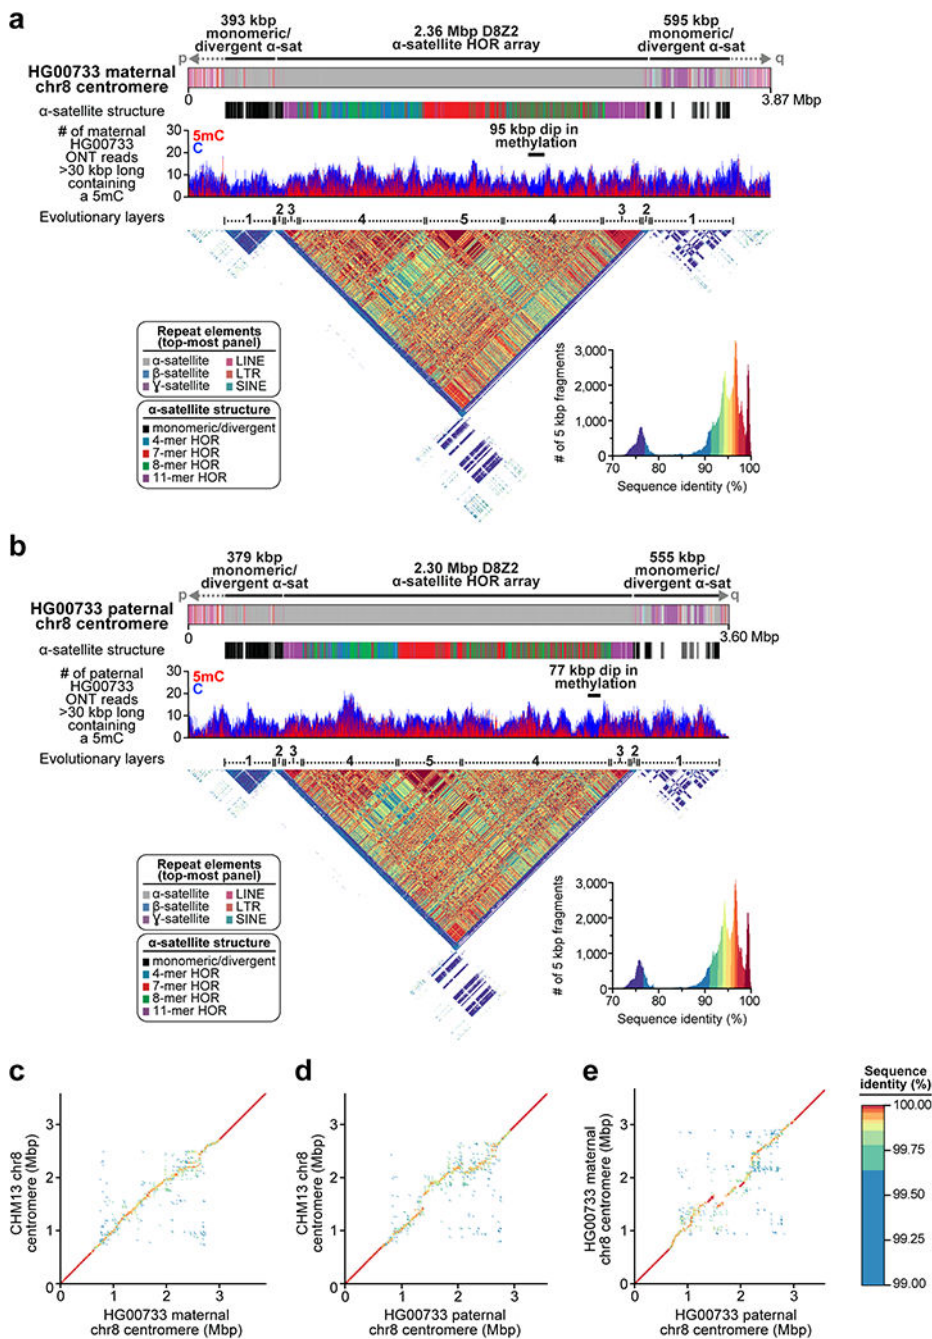 a
393 kbp
monomeric/
divergent α-sat
2.36 Mbp D8Z2
α-satellite HOR array
595 kbp
monomeric/
divergent α-sat
p
q
HG00733 maternal
chr8 centromere
0
3.87 Mbp
α-satellite structure
# of maternal
HG00733
ONT reads
>30 kbp long
containing
a 5mC
30
20
10
0
5mC
C
95 kbp dip in
methylation
Evolutionary layers
1 2 3 4 5 4 3 2 1
Repeat elements
(top-most panel)
α-satellite LINE
β-satellite LTR
Ɣ-satellite SINE
α-satellite structure
monomeric/divergent
4-mer HOR
7-mer HOR
8-mer HOR
11-mer HOR
# of 5 kbp fragments
3,000
2,000
1,000
0
70 80 90 100
Sequence identity (%)
b
379 kbp
monomeric/
divergent α-sat
2.30 Mbp D8Z2
α-satellite HOR array
555 kbp
monomeric/
divergent α-sat
p
q
HG00733 paternal
chr8 centromere
0
3.60 Mbp
α-satellite structure
# of paternal
HG00733
ONT reads
>30 kbp long
containing
a 5mC
30
20
10
0
5mC
C
77 kbp dip in
methylation
Evolutionary layers
1 2 3 4 5 4 3 2 1
Repeat elements
(top-most panel)
α-satellite LINE
β-satellite LTR
Ɣ-satellite SINE
α-satellite structure
monomeric/divergent
4-mer HOR
7-mer HOR
8-mer HOR
11-mer HOR
# of 5 kbp fragments
3,000
2,000
1,000
0
70 80 90 100
Sequence identity (%)
c
CHM13 chr8
centromere (Mbp)
3
2
1
0
0 1 2 3
HG00733 maternal
chr8 centromere (Mbp)
d
CHM13 chr8
centromere (Mbp)
3
2
1
0
0 1 2 3
HG00733 paternal
chr8 centromere (Mbp)
e
HG00733 maternal
chr8 centromere (Mbp)
3
2
1
0
0 1 2 3
HG00733 paternal
chr8 centromere (Mbp)
Sequence
identity (%)
100.00
99.75
99.50
99.25
99.00